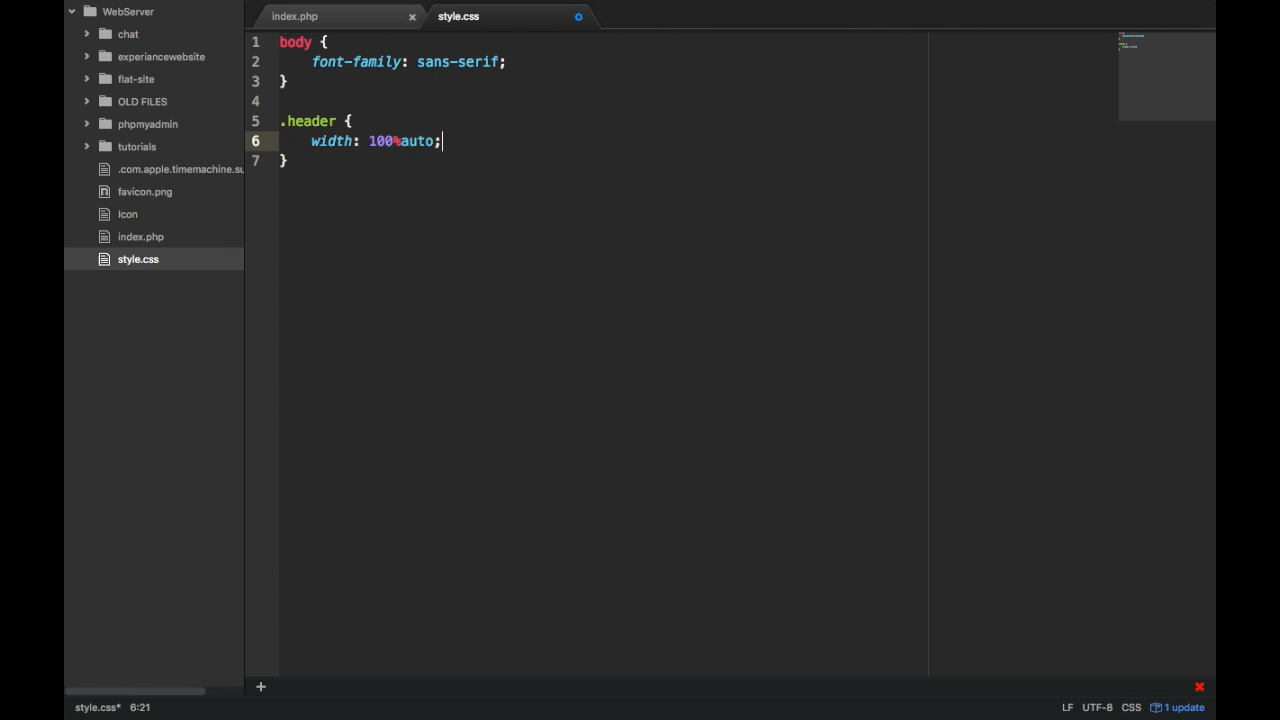 WebServer
chat
experiancewebsite
flat-site
OLD FILES
phpmyadmin
tutorials
.com.apple.timemachine.su
favicon.png
Icon
index.php
style.css
index.php
style.css
1 body {
2 font-family: sans-serif;
3 }
4
5 .header {
6 width: 100%auto;
7 }
style.css* 6:21
LF UTF-8 CSS 1 update